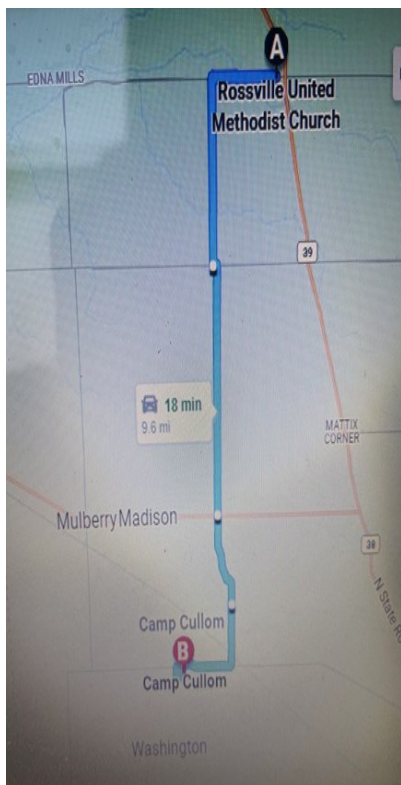 A
EDNA MILLS
Rossville United
Methodist Church
39
18 min
9.6 mi
MATTIX
CORNER
Mulberry Madison
38
N State
Camp Cullom
B
Camp Cullom
Washington